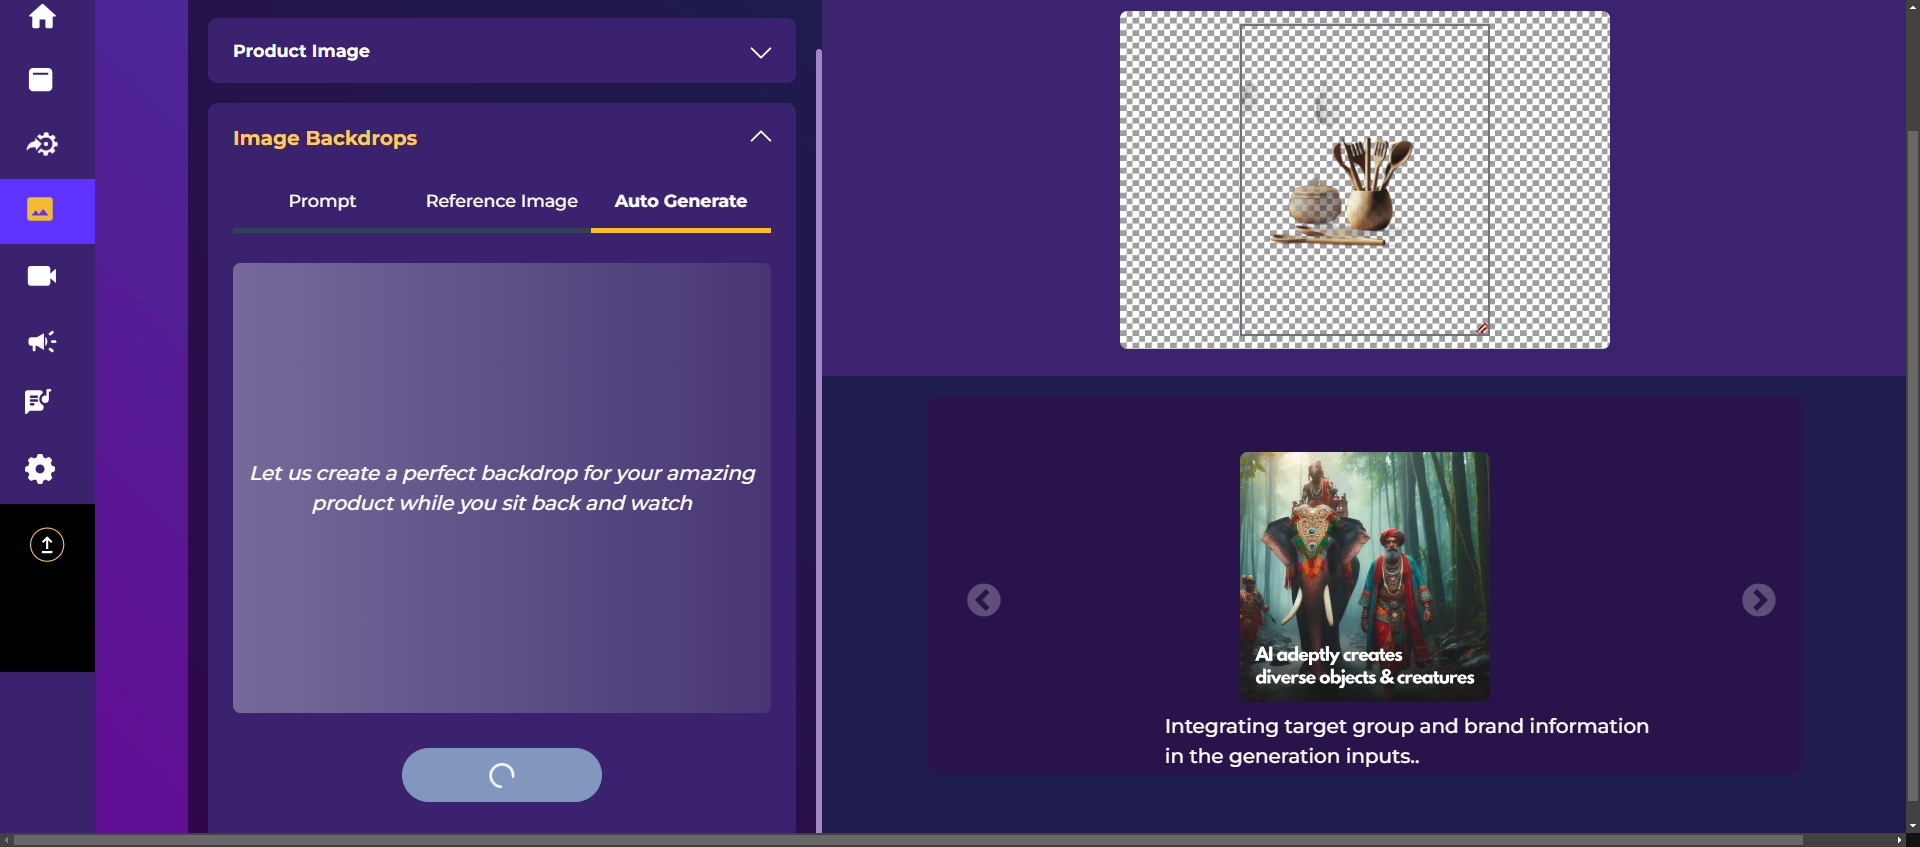 Product Image
Image Backdrops
Prompt
Reference Image
Auto Generate
Let us create a perfect backdrop for your amazing
product while you sit back and watch
AI adeptly creates
diverse objects & creatures
Integrating target group and brand information
in the generation inputs..